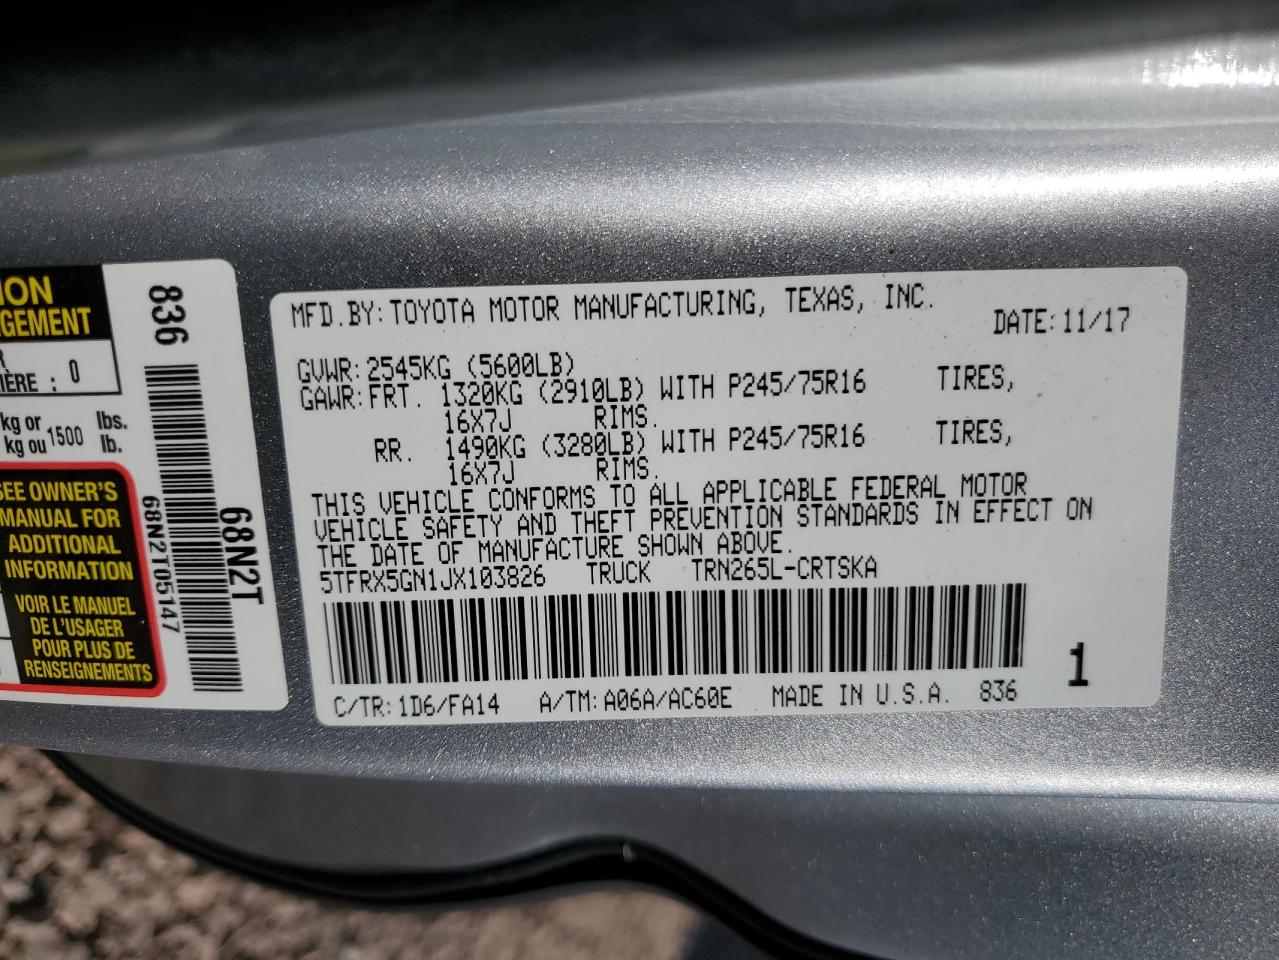 ION
GEMENT
R
IÈRE : 0
kg or 1500 lbs.
kg ou lb.
SEE OWNER'S
MANUAL FOR
ADDITIONAL
INFORMATION
VOIR LE MANUEL
DE L'USAGER
POUR PLUS DE
RENSEIGNEMENTS
836
68N2T05147
68N2T
MFD.BY:TOYOTA MOTOR MANUFACTURING, TEXAS, INC.
DATE:11/17
GVWR:2545KG (5600LB)
GAWR:FRT. 1320KG (2910LB) WITH P245/75R16 TIRES,
16X7J RIMS.
RR. 1490KG (3280LB) WITH P245/75R16 TIRES,
16X7J RIMS.
THIS VEHICLE CONFORMS TO ALL APPLICABLE FEDERAL MOTOR
VEHICLE SAFETY AND THEFT PREVENTION STANDARDS IN EFFECT ON
THE DATE OF MANUFACTURE SHOWN ABOVE.
5TFRX5GN1JX103826 TRUCK TRN265L-CRTSKA
C/TR:1D6/FA14 A/TM:A06A/AC60E MADE IN U.S.A. 836
1